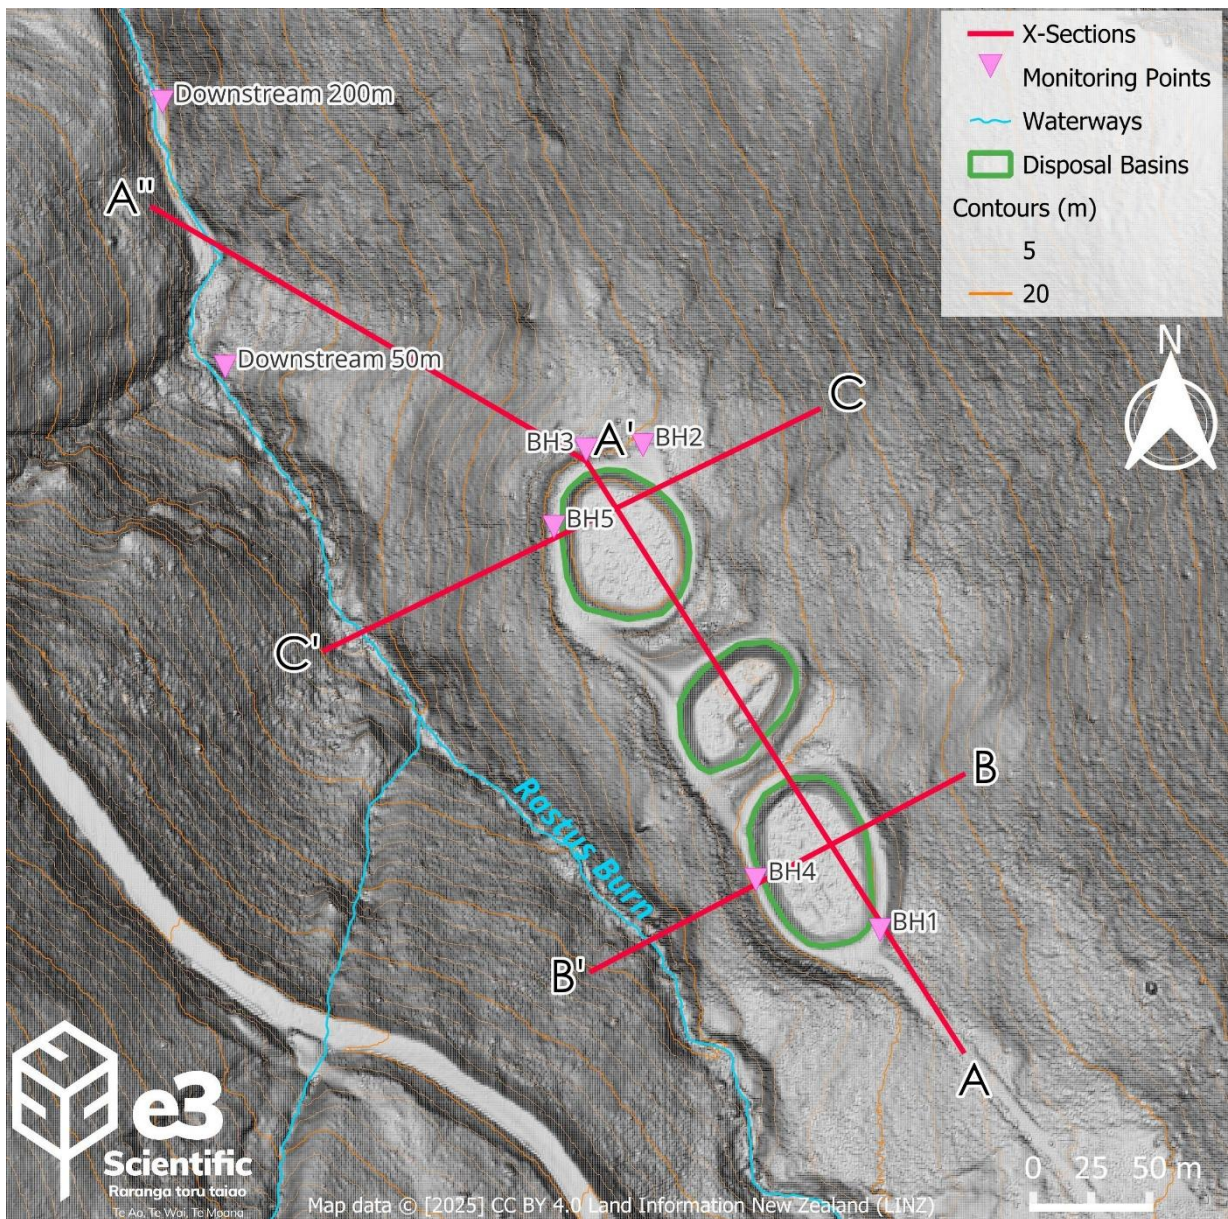 X-Sections
Monitoring Points
Waterways
Disposal Basins
Contours (m)
5
20
N
Downstream 200m
A"
Downstream 50m
C
BH3
A'
BH2
BH5
C'
B
Rastus Burn
BH4
BH1
B'
A
e3
Scientific
Raranga toru taiao
Te Ao, Te Wai, Te Moana
0 25 50 m
Map data © [2025] CC BY 4.0 Land Information New Zealand (LINZ)